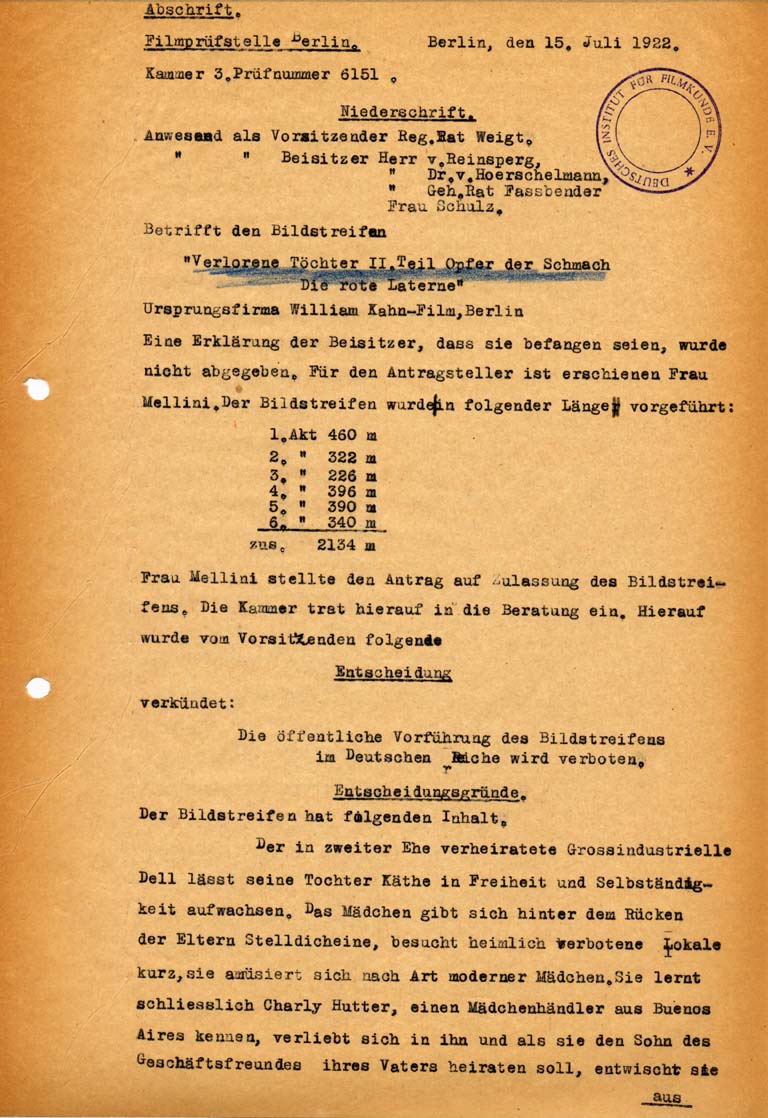 Abschrift.
Filmprüfstelle Berlin. Berlin, den 15. Juli 1922.
Kammer 3.Prüfnummer 6151 .
DEUTSCHES INSTITUT FÜR FILMKUNDE E.V. *
Niederschrift.
Anwesend als Vorsitzender Reg.Rat Weigt.
" " Beisitzer Herr v.Reinsperg,
" Dr.v.Hoerschelmann,
" Geh.Rat Fassbender
Frau Schulz.
Betrifft den Bildstreifen
"Verlorene Töchter II.Teil Opfer der Schmach
Die rote Laterne"
Ursprungsfirma William Kahn-Film,Berlin
Eine Erklärung der Beisitzer, dass sie befangen seien, wurde
nicht abgegeben. Für den Antragsteller ist erschienen Frau
Mellini.Der Bildstreifen wurde in folgender Länge vorgeführt:
1.Akt 460 m
2. " 322 m
3. " 226 m
4. " 396 m
5. " 390 m
6. " 340 m
zus. 2134 m
Frau Mellini stellte den Antrag auf Zulassung des Bildstrei-
fens. Die Kammer trat hierauf in die Beratung ein. Hierauf
wurde vom Vorsitzenden folgende
Entscheidung
verkündet:
Die öffentliche Vorführung des Bildstreifens
im Deutschen Reiche wird verboten.
Entscheidungsgründe.
Der Bildstreifen hat folgenden Inhalt.
Der in zweiter Ehe verheiratete Grossindustrielle
Dell lässt seine Tochter Käthe in Freiheit und Selbständig-
keit aufwachsen. Das Mädchen gibt sich hinter dem Rücken
der Eltern Stelldicheine, besucht heimlich verbotene Lokale
kurz,sie amüsiert sich nach Art moderner Mädchen.Sie lernt
schliesslich Charly Hutter, einen Mädchenhändler aus Buenos
Aires kennen, verliebt sich in ihn und als sie den Sohn des
Geschäftsfreundes ihres Vaters heiraten soll, entwischt sie
aus